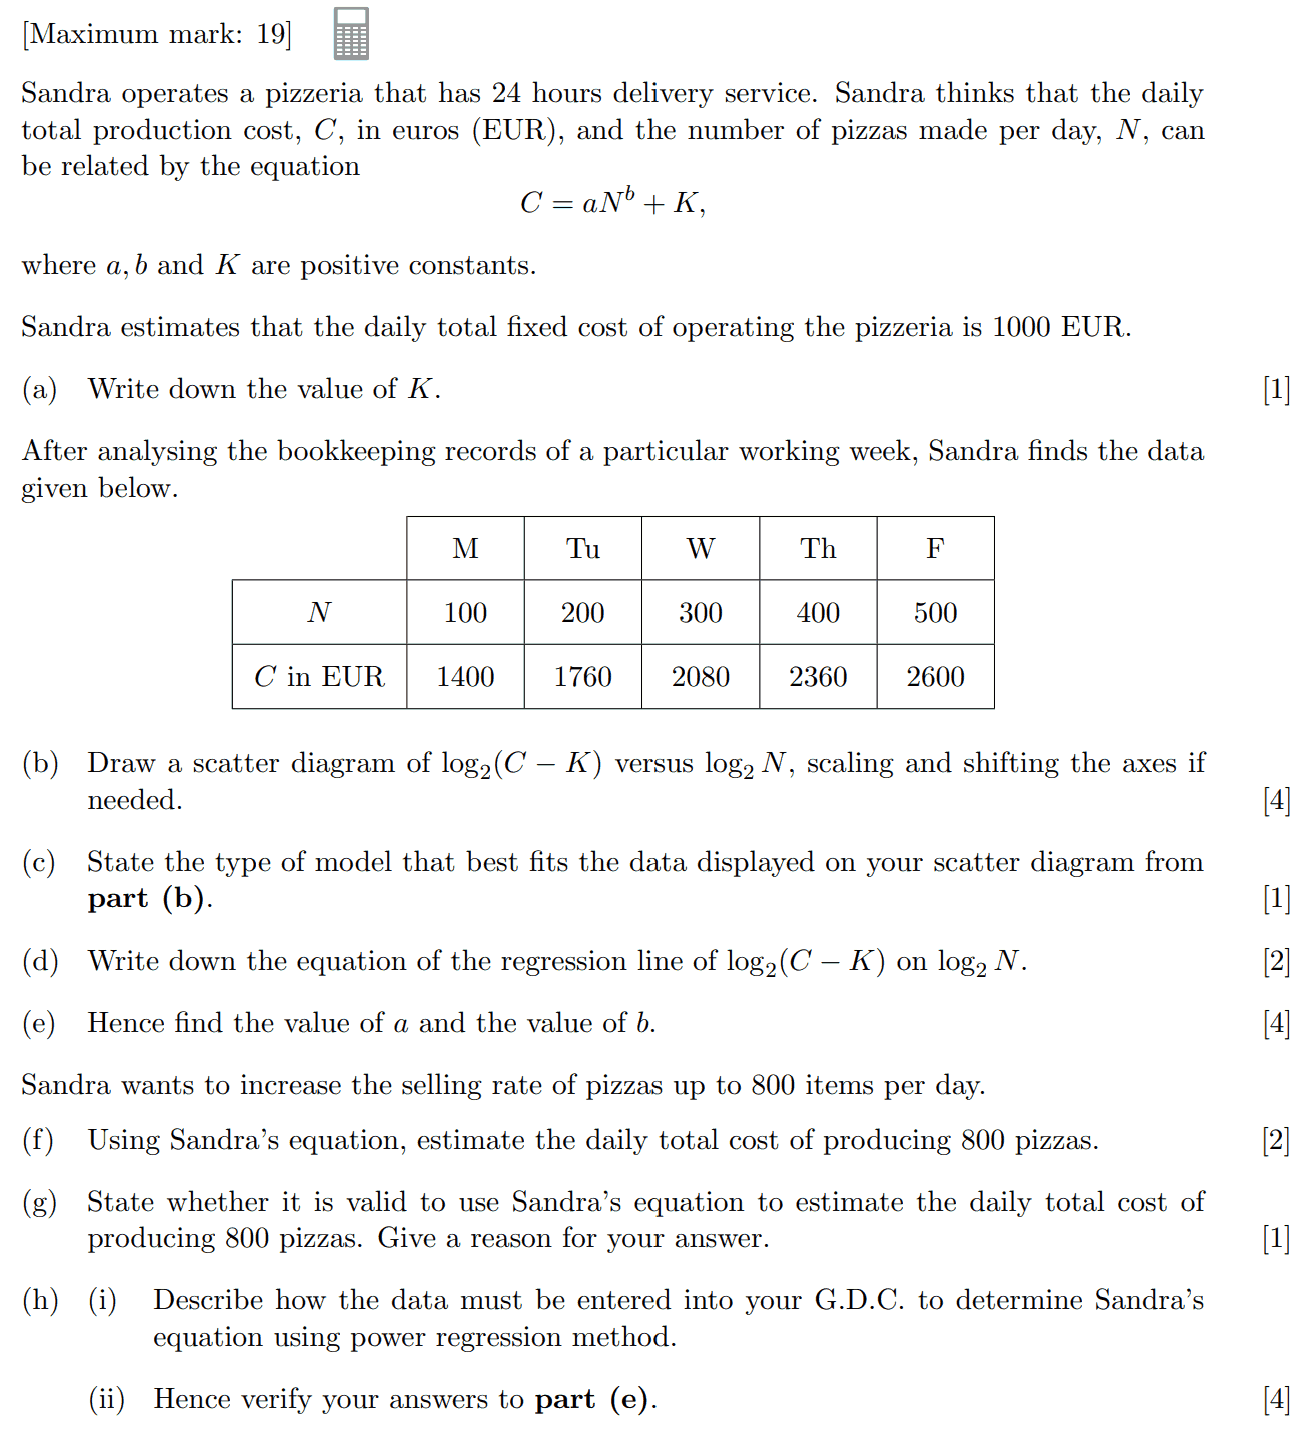 [Maximum mark: 19]
Sandra operates a pizzeria that has 24 hours delivery service. Sandra thinks that the daily
total production cost, C, in euros (EUR), and the number of pizzas made per day, N, can
be related by the equation
C = aN^b + K,
where a, b and K are positive constants.
Sandra estimates that the daily total fixed cost of operating the pizzeria is 1000 EUR.
(a) Write down the value of K. [1]
After analysing the bookkeeping records of a particular working week, Sandra finds the data
given below.
M Tu W Th F
N 100 200 300 400 500
C in EUR 1400 1760 2080 2360 2600
(b) Draw a scatter diagram of log₂(C − K) versus log₂ N, scaling and shifting the axes if
needed. [4]
(c) State the type of model that best fits the data displayed on your scatter diagram from
part (b). [1]
(d) Write down the equation of the regression line of log₂(C − K) on log₂ N. [2]
(e) Hence find the value of a and the value of b. [4]
Sandra wants to increase the selling rate of pizzas up to 800 items per day.
(f) Using Sandra's equation, estimate the daily total cost of producing 800 pizzas. [2]
(g) State whether it is valid to use Sandra's equation to estimate the daily total cost of
producing 800 pizzas. Give a reason for your answer. [1]
(h) (i) Describe how the data must be entered into your G.D.C. to determine Sandra's
equation using power regression method.
(ii) Hence verify your answers to part (e). [4]